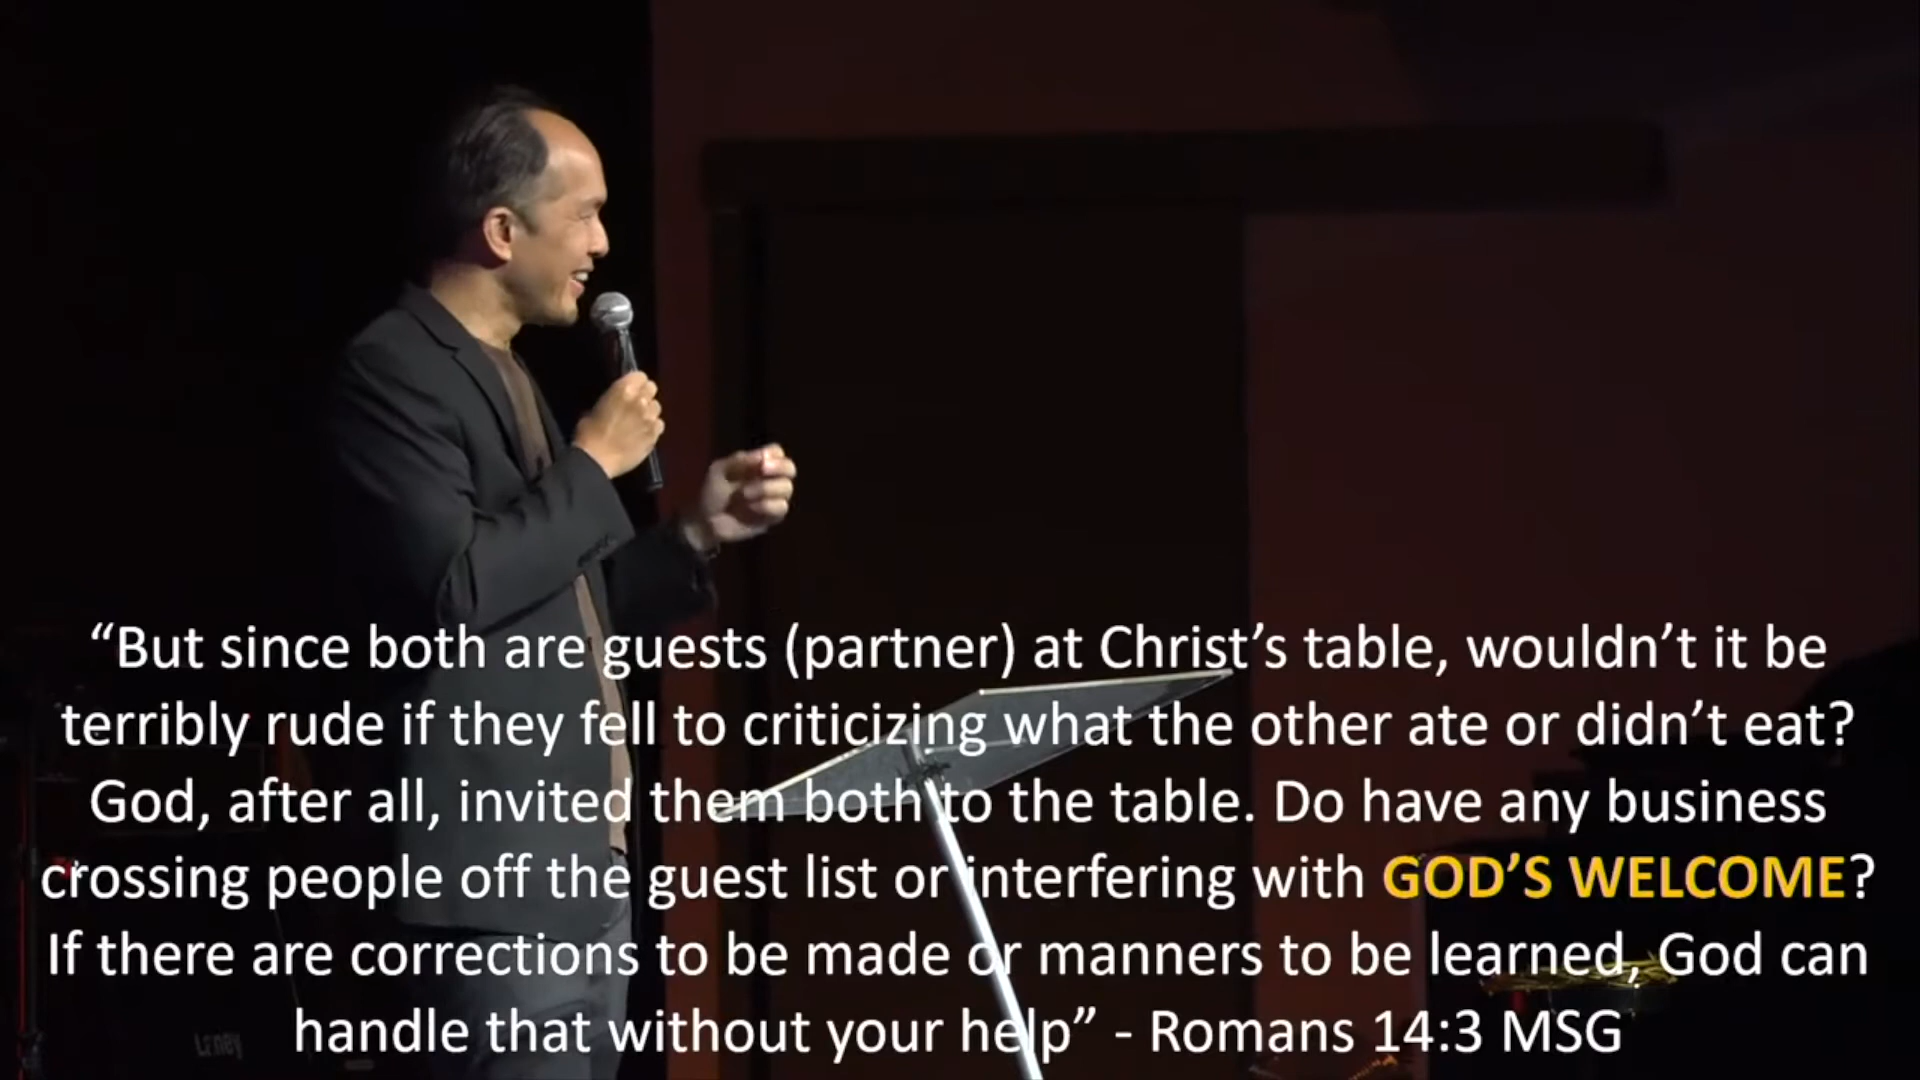 “But since both are guests (partner) at Christ’s table, wouldn’t it be
terribly rude if they fell to criticizing what the other ate or didn’t eat?
God, after all, invited them both to the table. Do have any business
crossing people off the guest list or interfering with GOD’S WELCOME?
If there are corrections to be made or manners to be learned, God can
handle that without your help” - Romans 14:3 MSG
Laney